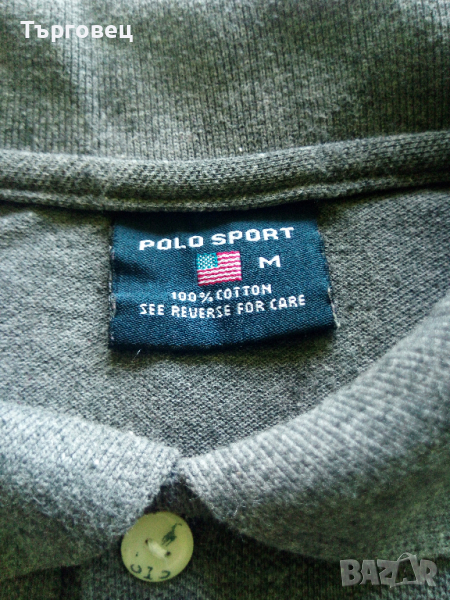 Търговец
POLO SPORT
M
100% COTTON
SEE REVERSE FOR CARE
BAZAR